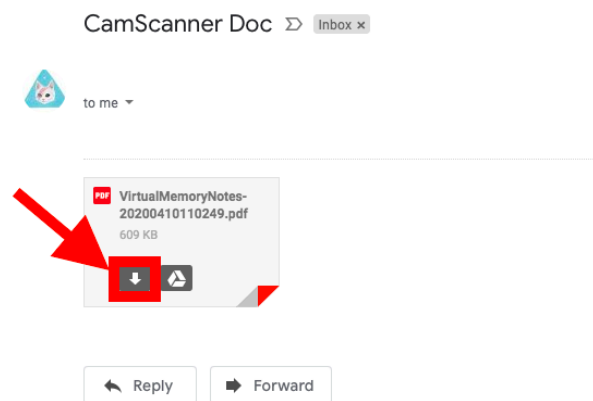 CamScanner Doc Inbox ×
to me
PDF VirtualMemoryNotes-
20200410110249.pdf
609 KB
Reply Forward